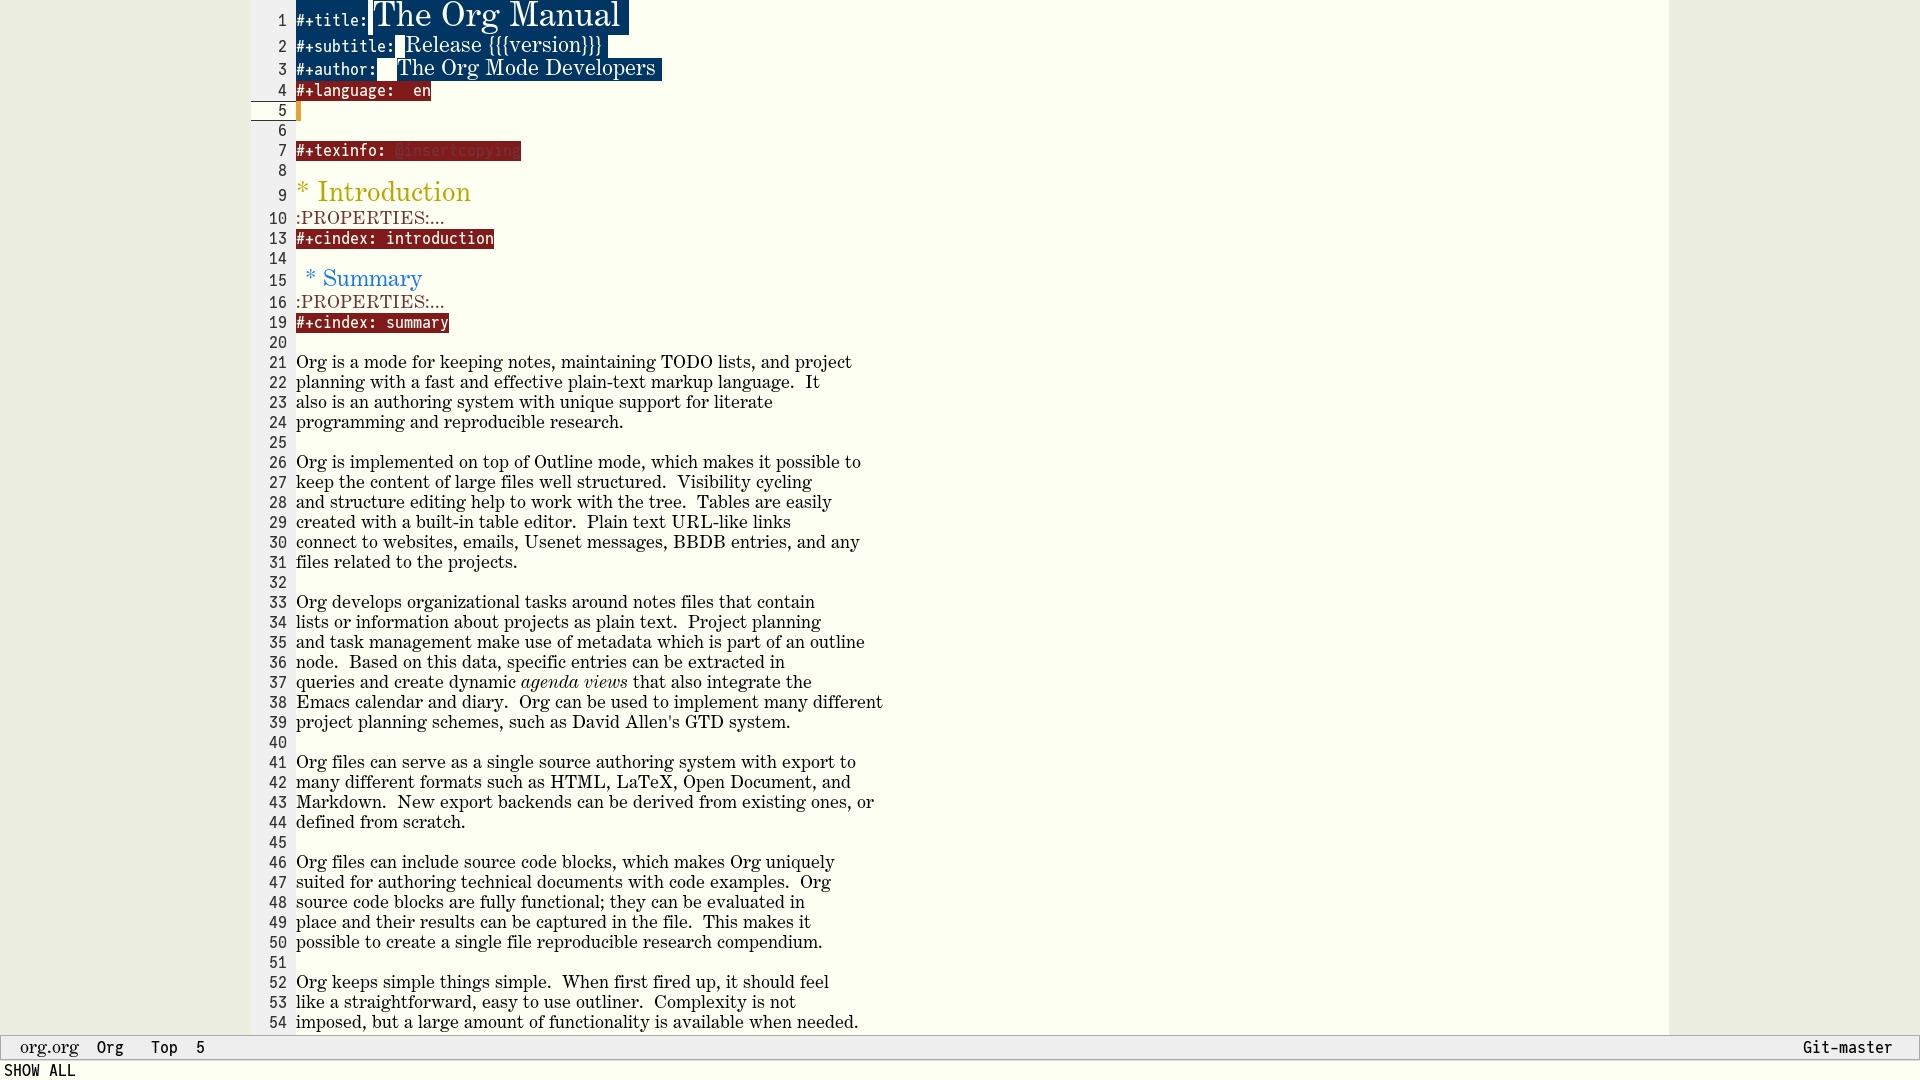 1 #+title: The Org Manual
2 #+subtitle: Release {{{version}}}
3 #+author: The Org Mode Developers
4 #+language: en
5
6
7 #+texinfo: @insertcopying
8
9 * Introduction
10 :PROPERTIES:...
13 #+cindex: introduction
14
15 * Summary
16 :PROPERTIES:...
19 #+cindex: summary
20
21 Org is a mode for keeping notes, maintaining TODO lists, and project
22 planning with a fast and effective plain-text markup language.  It
23 also is an authoring system with unique support for literate
24 programming and reproducible research.
25
26 Org is implemented on top of Outline mode, which makes it possible to
27 keep the content of large files well structured.  Visibility cycling
28 and structure editing help to work with the tree.  Tables are easily
29 created with a built-in table editor.  Plain text URL-like links
30 connect to websites, emails, Usenet messages, BBDB entries, and any
31 files related to the projects.
32
33 Org develops organizational tasks around notes files that contain
34 lists or information about projects as plain text.  Project planning
35 and task management make use of metadata which is part of an outline
36 node.  Based on this data, specific entries can be extracted in
37 queries and create dynamic agenda views that also integrate the
38 Emacs calendar and diary.  Org can be used to implement many different
39 project planning schemes, such as David Allen's GTD system.
40
41 Org files can serve as a single source authoring system with export to
42 many different formats such as HTML, LaTeX, Open Document, and
43 Markdown.  New export backends can be derived from existing ones, or
44 defined from scratch.
45
46 Org files can include source code blocks, which makes Org uniquely
47 suited for authoring technical documents with code examples.  Org
48 source code blocks are fully functional; they can be evaluated in
49 place and their results can be captured in the file.  This makes it
50 possible to create a single file reproducible research compendium.
51
52 Org keeps simple things simple.  When first fired up, it should feel
53 like a straightforward, easy to use outliner.  Complexity is not
54 imposed, but a large amount of functionality is available when needed.
org.org Org Top 5 Git-master
SHOW ALL